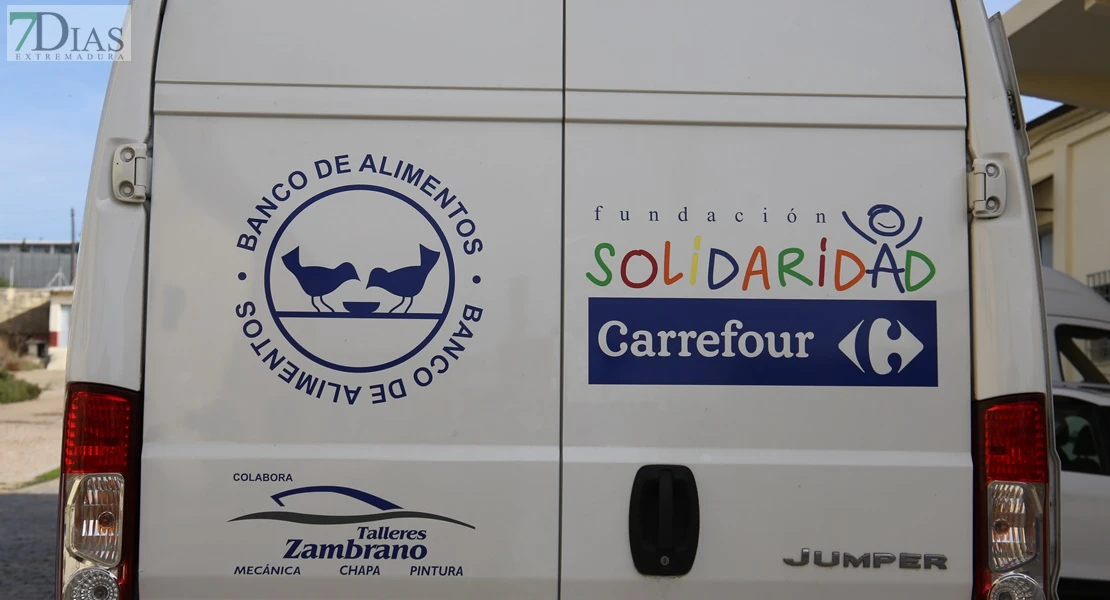 7DIAS
EXTREMADURA
BANCO DE ALIMENTOS · BANCO DE ALIMENTOS ·
fundación
SOLiDARiDAD
Carrefour
COLABORA
Talleres
Zambrano
MECÁNICA CHAPA PINTURA
JUMPER